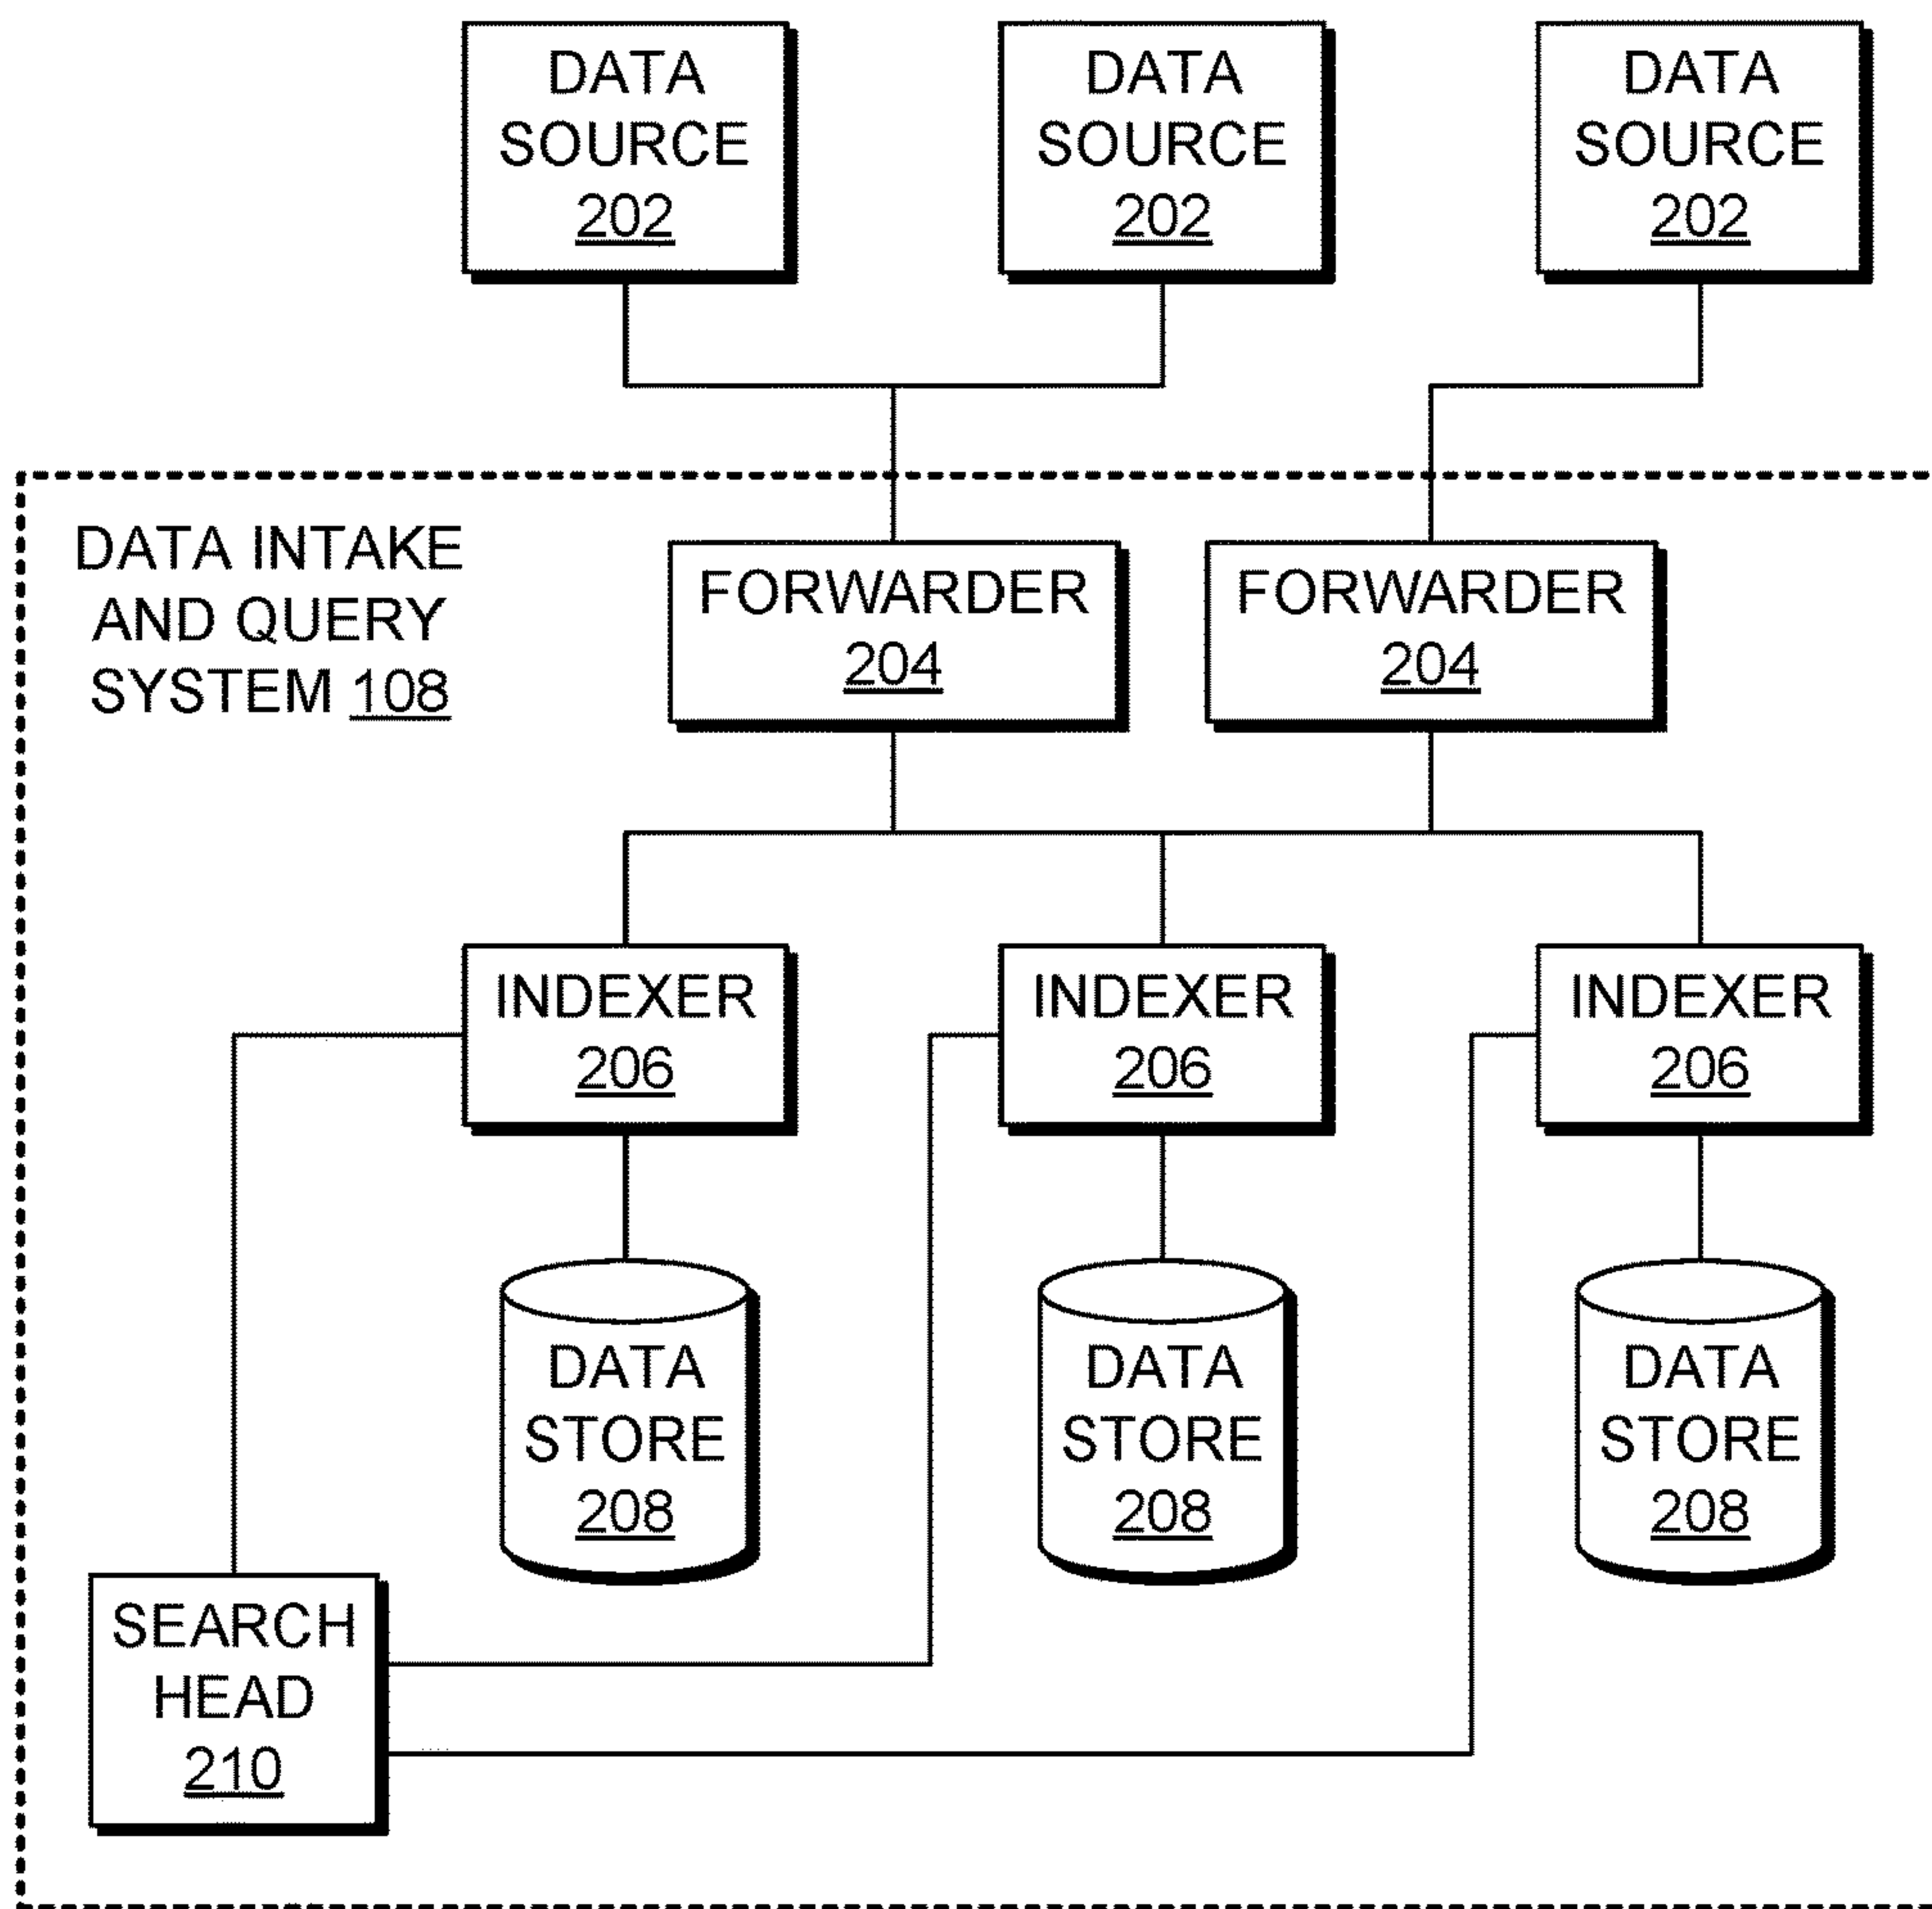 DATA
SOURCE
202
DATA
SOURCE
202
DATA
SOURCE
202
DATA INTAKE
AND QUERY
SYSTEM 108
FORWARDER
204
FORWARDER
204
INDEXER
206
INDEXER
206
INDEXER
206
DATA
STORE
208
DATA
STORE
208
DATA
STORE
208
SEARCH
HEAD
210